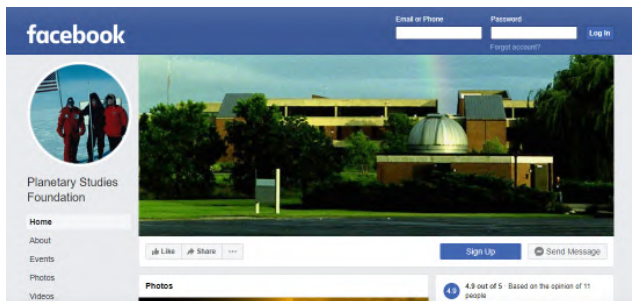 Email or Phone
Password
facebook
Log In
Forgot account?
Planetary Studies
Foundation
Home
About
Events
Photos
Videos
Like
Share
Sign Up
Send Message
Photos
4.9
4.9 out of 5 · Based on the opinion of 11
people